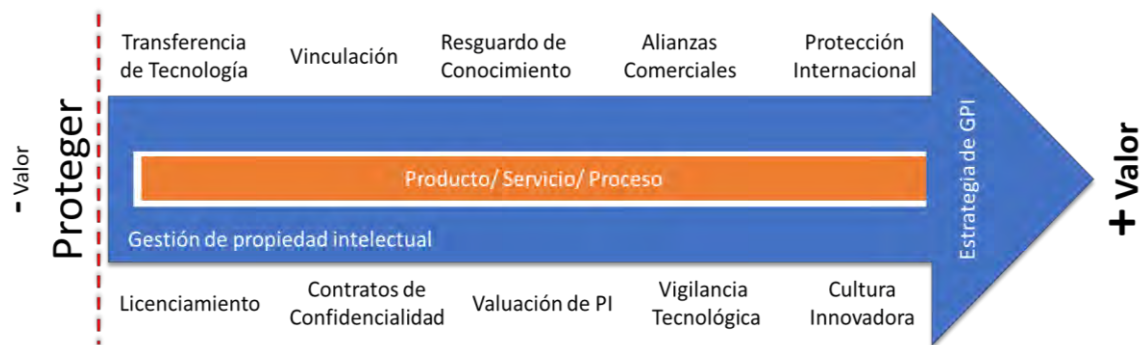 Transferencia
de Tecnología
Vinculación
Resguardo de
Conocimiento
Alianzas
Comerciales
Protección
Internacional
- Valor
Proteger
Producto/ Servicio/ Proceso
Gestión de propiedad intelectual
Estrategia de GPI
+ Valor
Licenciamiento
Contratos de
Confidencialidad
Valuación de PI
Vigilancia
Tecnológica
Cultura
Innovadora